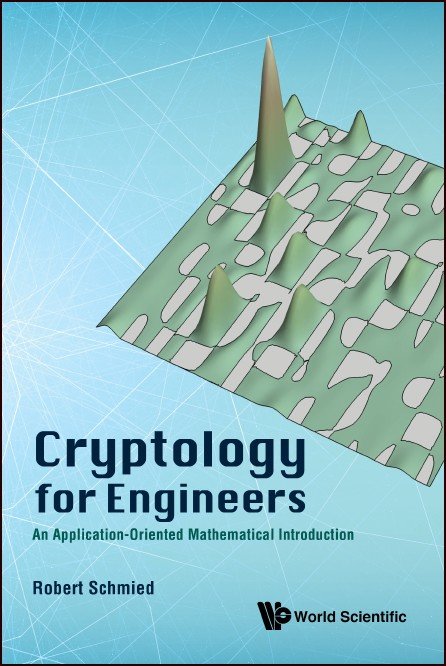 Cryptology
for Engineers
An Application-Oriented Mathematical Introduction
Robert Schmied
World Scientific